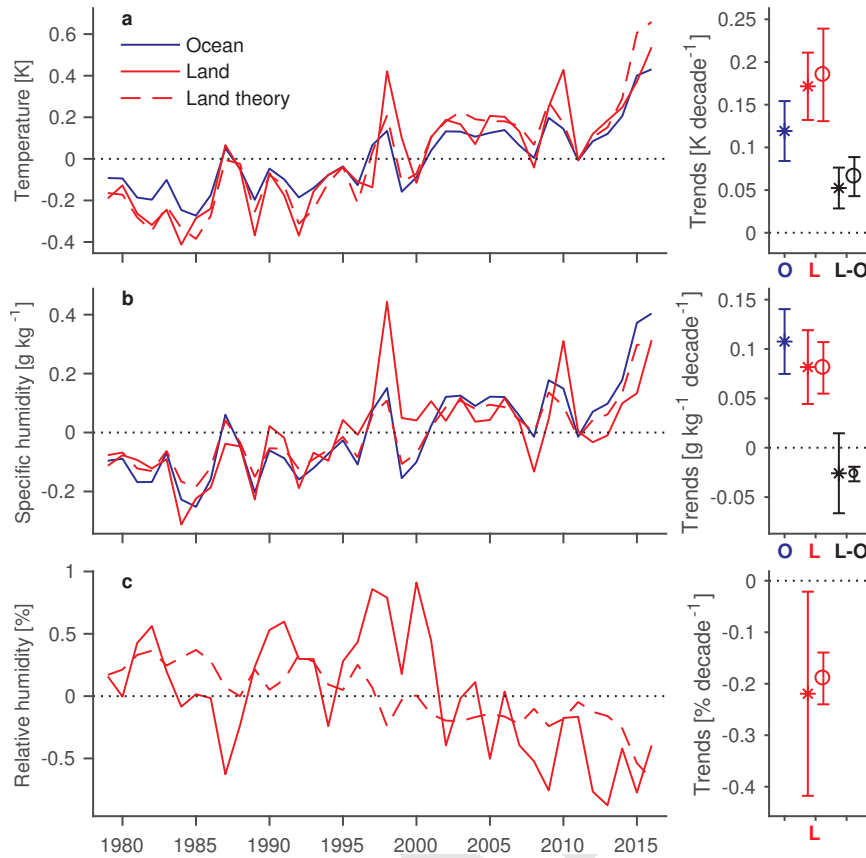 a
Ocean
Land
Land theory
Temperature [K]
0.6
0.4
0.2
0
-0.2
-0.4
Trends [K decade⁻¹]
0.25
0.2
0.15
0.1
0.05
0
O L L-O
b
Specific humidity [g kg⁻¹]
0.4
0.2
0
-0.2
Trends [g kg⁻¹ decade⁻¹]
0.15
0.1
0.05
0
-0.05
O L L-O
c
Relative humidity [%]
1
0.5
0
-0.5
1980 1985 1990 1995 2000 2005 2010 2015
Trends [% decade⁻¹]
0
-0.1
-0.2
-0.3
-0.4
L